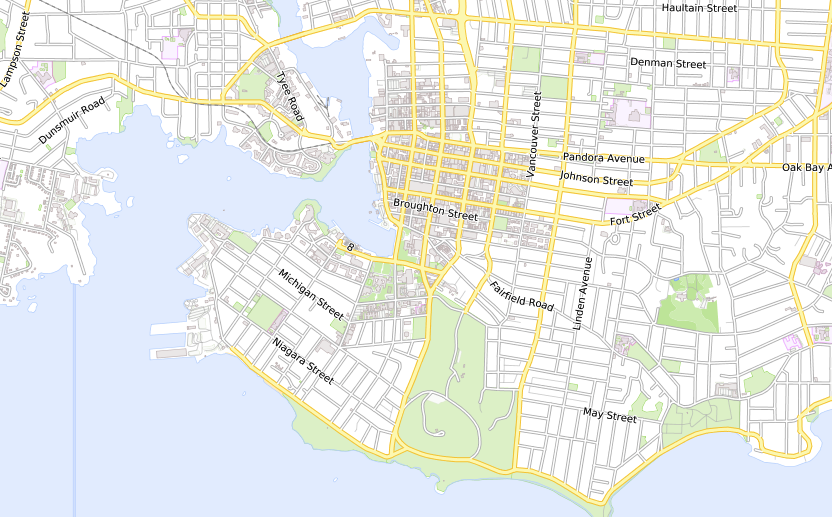 Haultain Street
Lampson Street
Denman Street
Tyee Road
Dunsmuir Road
Vancouver Street
Pandora Avenue
Oak Bay A
Johnson Street
Broughton Street
Fort Street
B
Michigan Street
Fairfield Road
Linden Avenue
Niagara Street
May Street